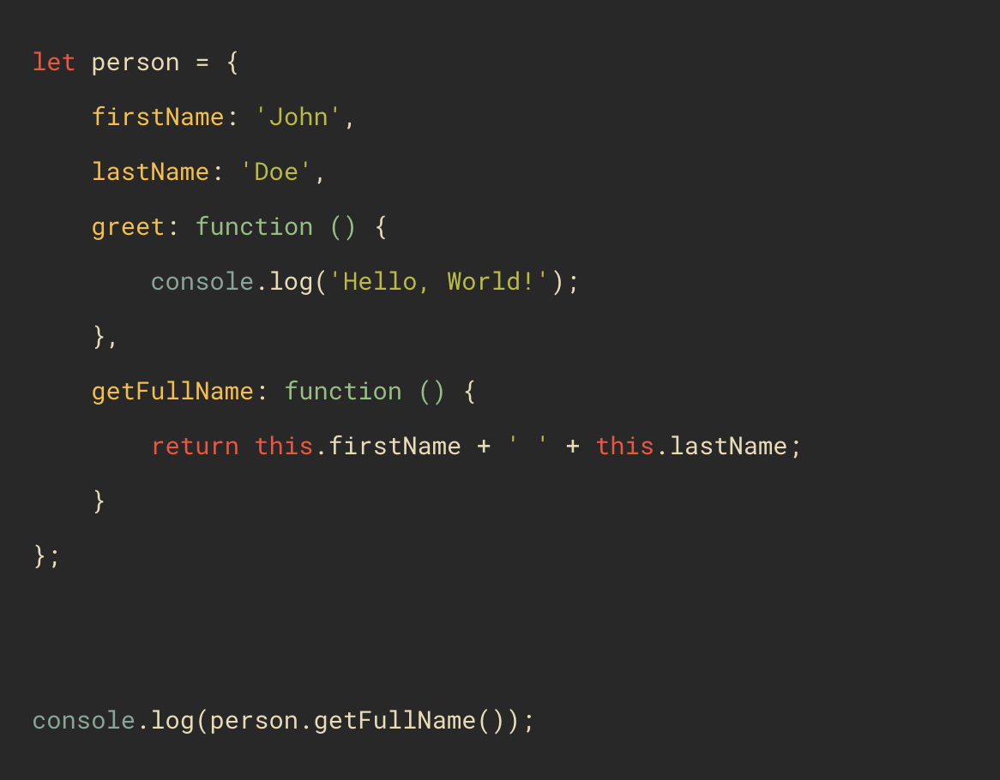 let person = {
    firstName: 'John',
    lastName: 'Doe',
    greet: function () {
        console.log('Hello, World!');
    },
    getFullName: function () {
        return this.firstName + ' ' + this.lastName;
    }
};
console.log(person.getFullName());